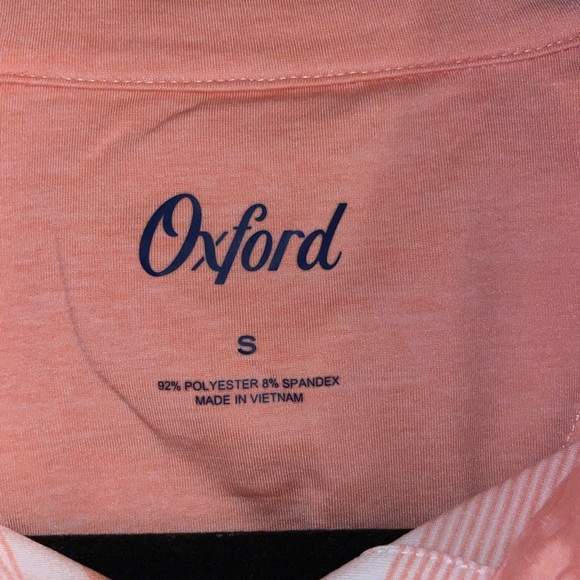 Oxford
S
92% POLYESTER 8% SPANDEX
MADE IN VIETNAM